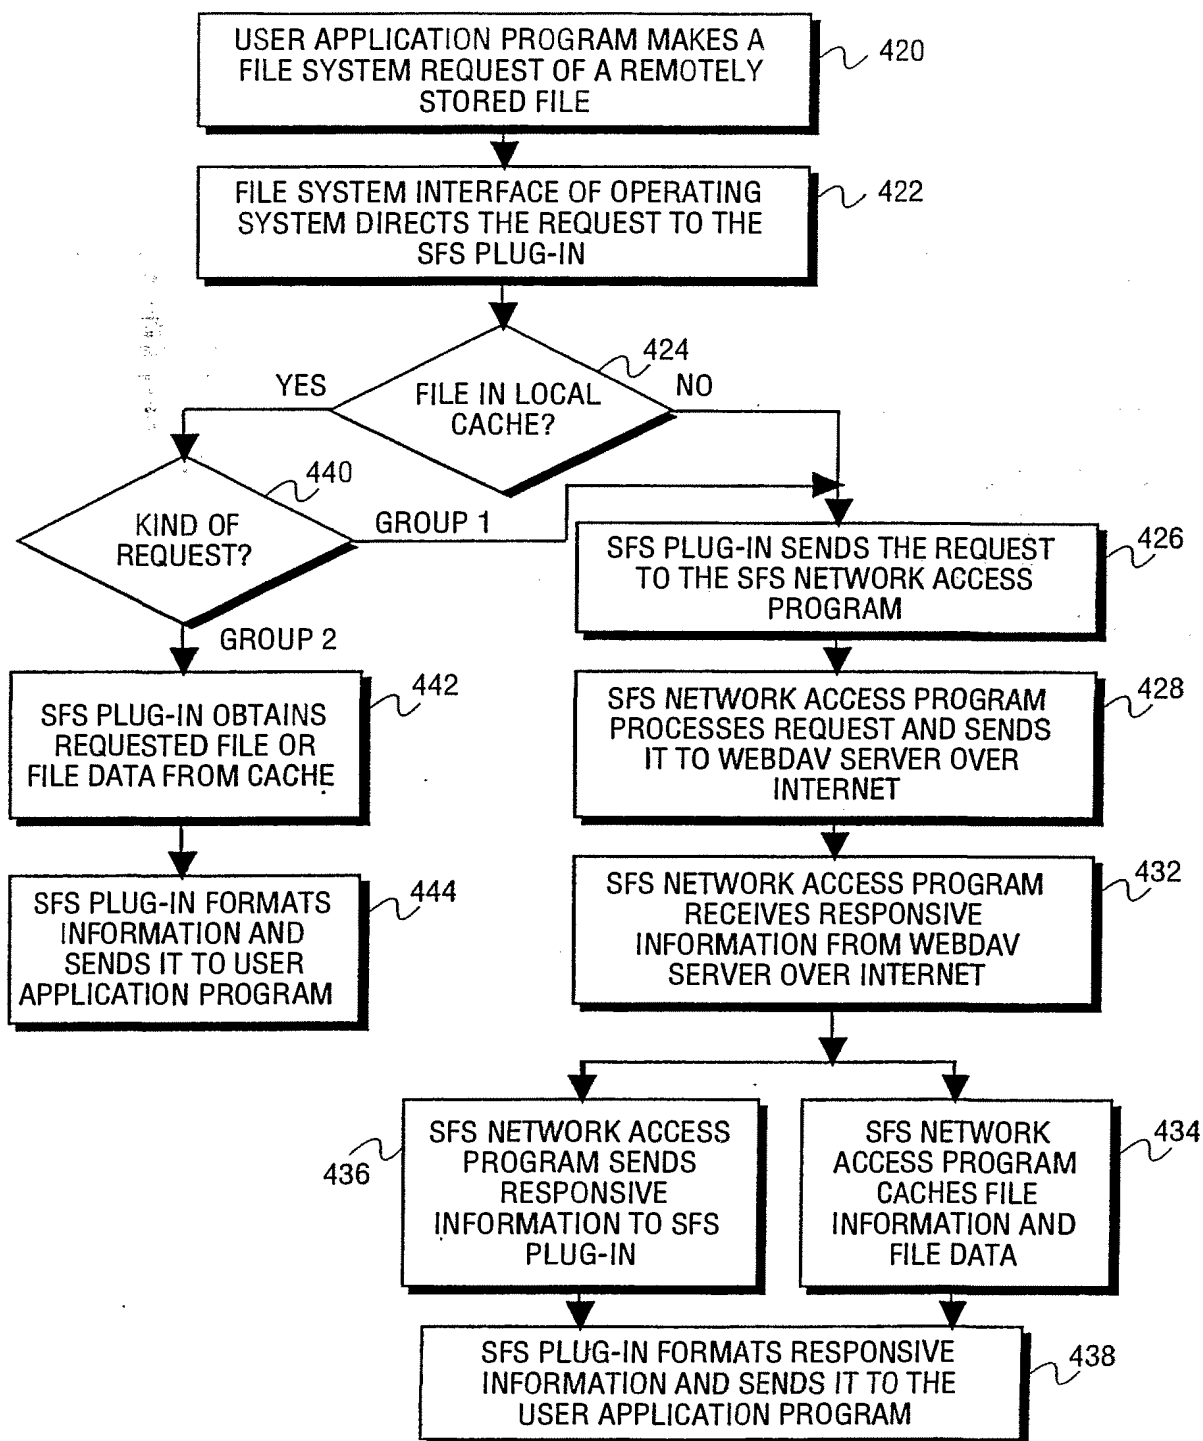 USER APPLICATION PROGRAM MAKES A
FILE SYSTEM REQUEST OF A REMOTELY
STORED FILE
420
FILE SYSTEM INTERFACE OF OPERATING
SYSTEM DIRECTS THE REQUEST TO THE
SFS PLUG-IN
422
424
YES
FILE IN LOCAL
CACHE?
NO
440
KIND OF
REQUEST?
GROUP 1
GROUP 2
SFS PLUG-IN SENDS THE REQUEST
TO THE SFS NETWORK ACCESS
PROGRAM
426
SFS PLUG-IN OBTAINS
REQUESTED FILE OR
FILE DATA FROM CACHE
442
SFS NETWORK ACCESS PROGRAM
PROCESSES REQUEST AND SENDS
IT TO WEBDAV SERVER OVER
INTERNET
428
SFS PLUG-IN FORMATS
INFORMATION AND
SENDS IT TO USER
APPLICATION PROGRAM
444
SFS NETWORK ACCESS PROGRAM
RECEIVES RESPONSIVE
INFORMATION FROM WEBDAV
SERVER OVER INTERNET
432
436
SFS NETWORK ACCESS
PROGRAM SENDS
RESPONSIVE
INFORMATION TO SFS
PLUG-IN
SFS NETWORK
ACCESS PROGRAM
CACHES FILE
INFORMATION AND
FILE DATA
434
SFS PLUG-IN FORMATS RESPONSIVE
INFORMATION AND SENDS IT TO THE
USER APPLICATION PROGRAM
438